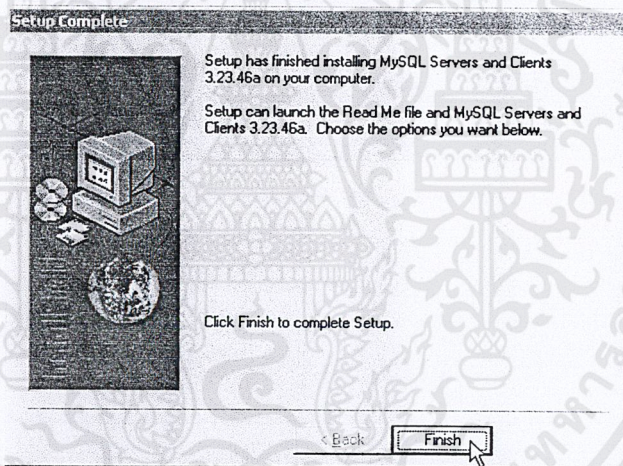 Setup Complete
Setup has finished installing MySQL Servers and Clients
3.23.46a on your computer.
Setup can launch the Read Me file and MySQL Servers and
Clients 3.23.46a. Choose the options you want below.
Click Finish to complete Setup.
< Back
Finish